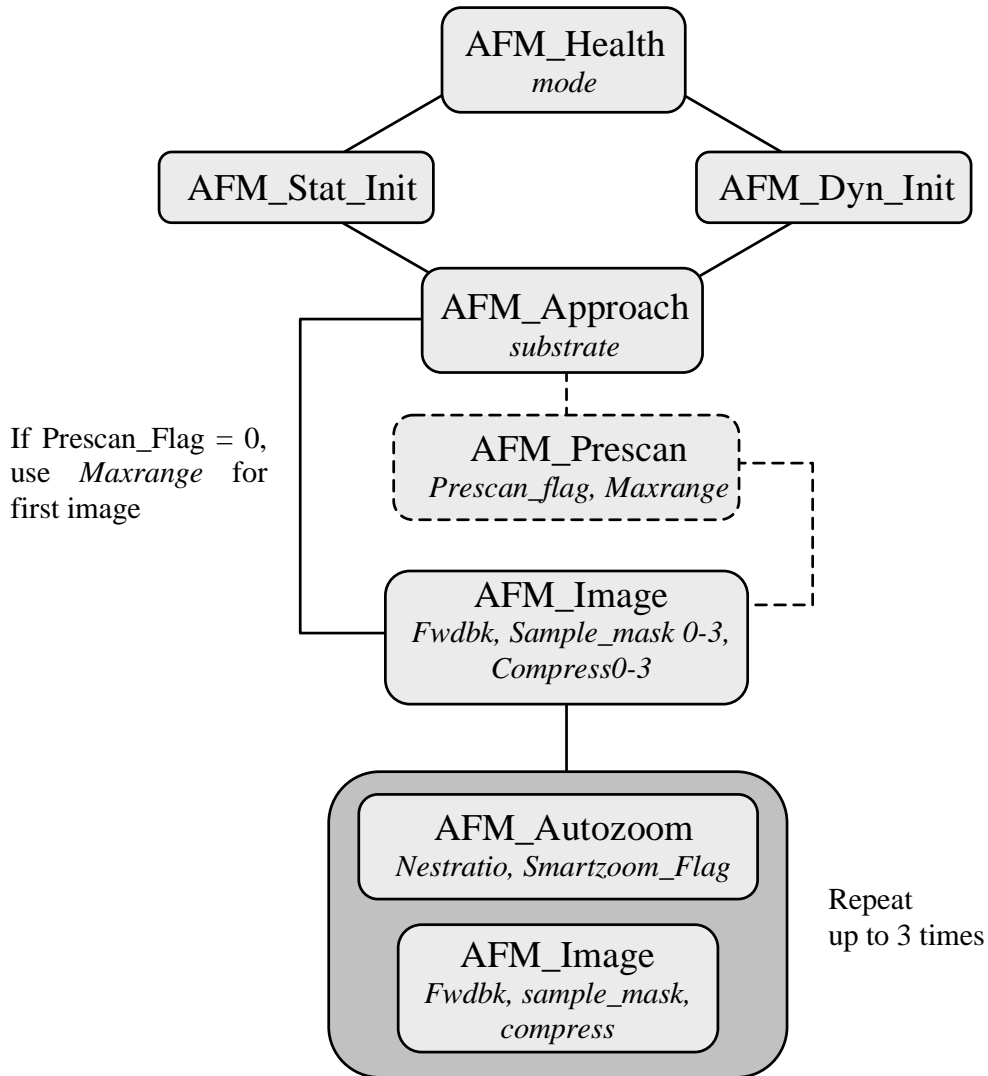 AFM_Health
mode
AFM_Stat_Init
AFM_Dyn_Init
AFM_Approach
substrate
If Prescan_Flag = 0,
use Maxrange for
first image
AFM_Prescan
Prescan_flag, Maxrange
AFM_Image
Fwdbk, Sample_mask 0-3,
Compress0-3
AFM_Autozoom
Nestratio, Smartzoom_Flag
Repeat
up to 3 times
AFM_Image
Fwdbk, sample_mask,
compress